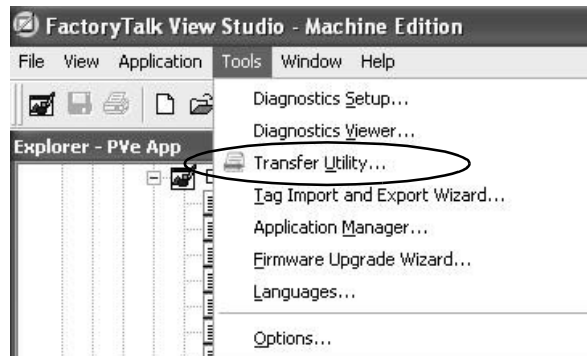 FactoryTalk View Studio - Machine Edition
File View Application Tools Window Help
Diagnostics Setup...
Diagnostics Viewer...
Explorer - PVe App
Transfer Utility...
Tag Import and Export Wizard...
Application Manager...
Firmware Upgrade Wizard...
Languages...
Options...